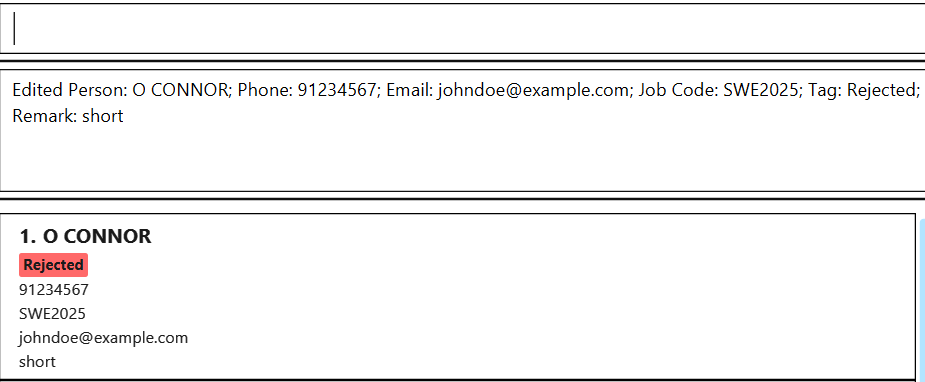 Edited Person: O CONNOR; Phone: 91234567; Email: johndoe@example.com; Job Code: SWE2025; Tag: Rejected;
Remark: short
1. O CONNOR
Rejected
91234567
SWE2025
johndoe@example.com
short